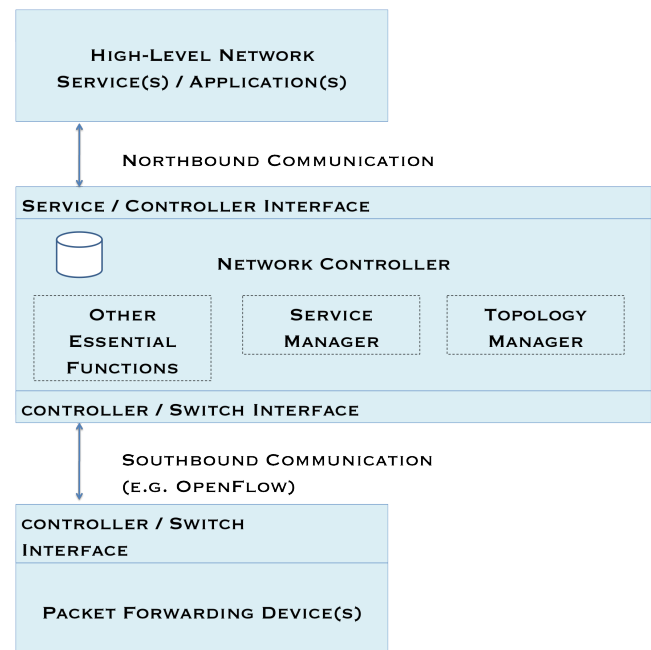 High-Level Network
Service(s) / Application(s)
Northbound Communication
Service / Controller Interface
Network Controller
Other
Essential
Functions
Service
Manager
Topology
Manager
controller / Switch Interface
Southbound Communication
(e.g. OpenFlow)
controller / Switch
Interface
Packet Forwarding Device(s)